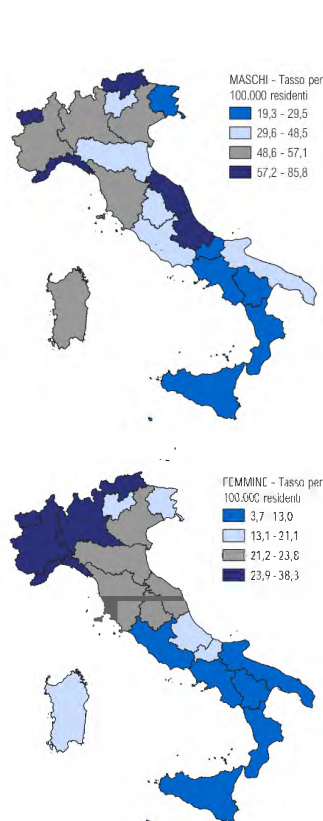 MASCHI - Tasso per
100.000 residenti
19,3 - 29,5
29,6 - 48,5
48,6 - 57,1
57,2 - 85,8
FEMMINE - Tasso per
100.000 residenti
3,7 13,0
13,1 - 21,1
21,2 - 23,8
23,9 - 38,3